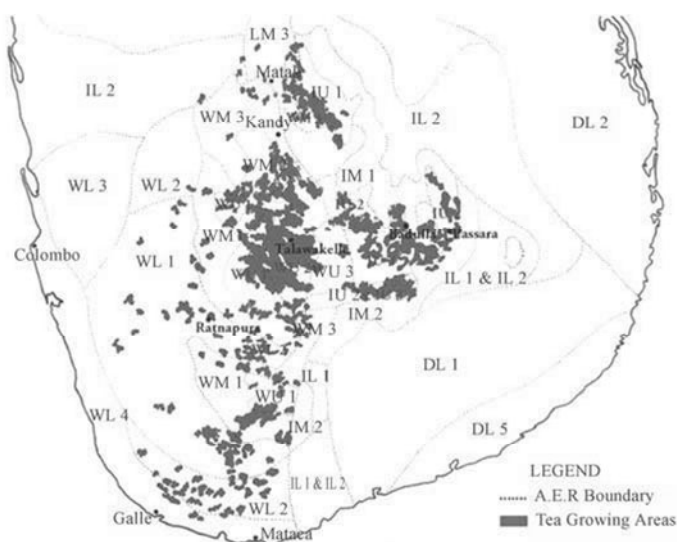 LM 3
Matale
IU 1
IL 2
WM 3
Kandy
IL 2
DL 2
IM 1
WL 3
WL 2
WM 1
Talawakelle
Passara
Colombo
WL 1
WU 3
IU 2
IL 1 & IL 2
IM 2
Ratnapura
WM 3
WM 1
IL 1
DL 1
WU 1
WL 4
IM 2
DL 5
IL 1 & IL 2
WL 2
Galle
LEGEND
A.E.R Boundary
Tea Growing Areas